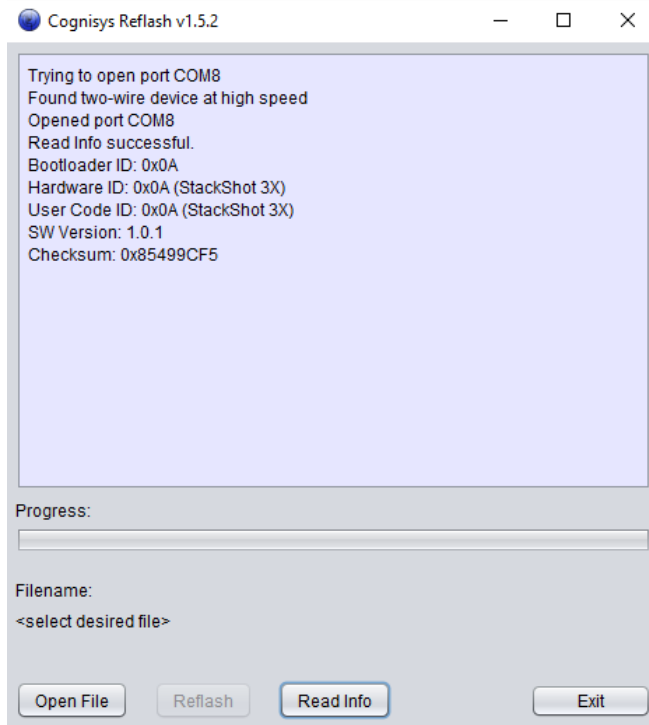 Cognisys Reflash v1.5.2
Trying to open port COM8
Found two-wire device at high speed
Opened port COM8
Read Info successful.
Bootloader ID: 0x0A
Hardware ID: 0x0A (StackShot 3X)
User Code ID: 0x0A (StackShot 3X)
SW Version: 1.0.1
Checksum: 0x85499CF5
Progress:
Filename:
<select desired file>
Open File Reflash Read Info Exit